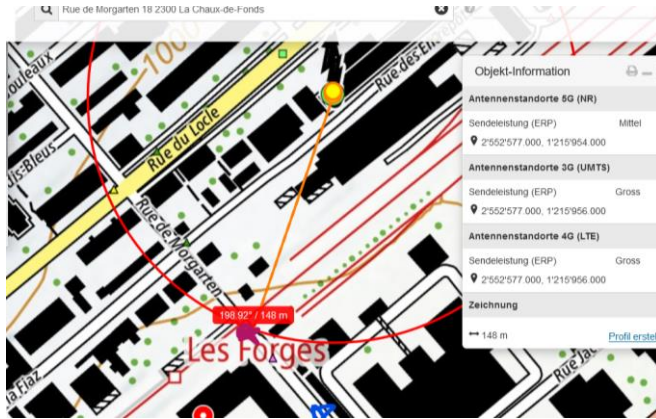 Rue de Morgarten 18 2300 La Chaux-de-Fonds
1000
Rue du Locle
Rue de Morgarten
198.92° / 148 m
Les Forges
Objekt-Information
Antennenstandorte 5G (NR)
Sendeleistung (ERP) Mittel
2'552'577.000, 1'215'954.000
Antennenstandorte 3G (UMTS)
Sendeleistung (ERP) Gross
2'552'577.000, 1'215'956.000
Antennenstandorte 4G (LTE)
Sendeleistung (ERP) Gross
2'552'577.000, 1'215'956.000
Zeichnung
148 m Profil erstel